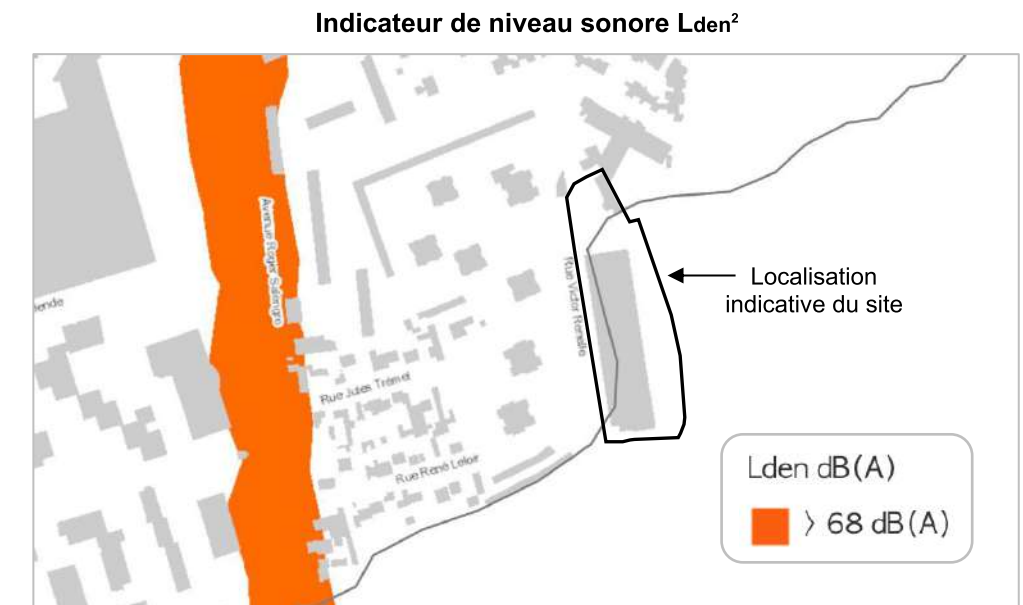 Indicateur de niveau sonore Lden²
Avenue Roger Salengro
Rue Victor Renelle
Localisation
indicative du site
Rue Jules Trémel
Rue René Leloir
Lden dB(A)
> 68 dB(A)